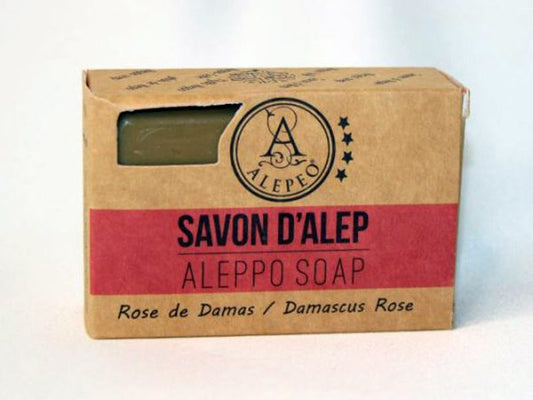 A
ALEPEO®
SAVON D'ALEP
ALEPPO SOAP
Rose de Damas / Damascus Rose